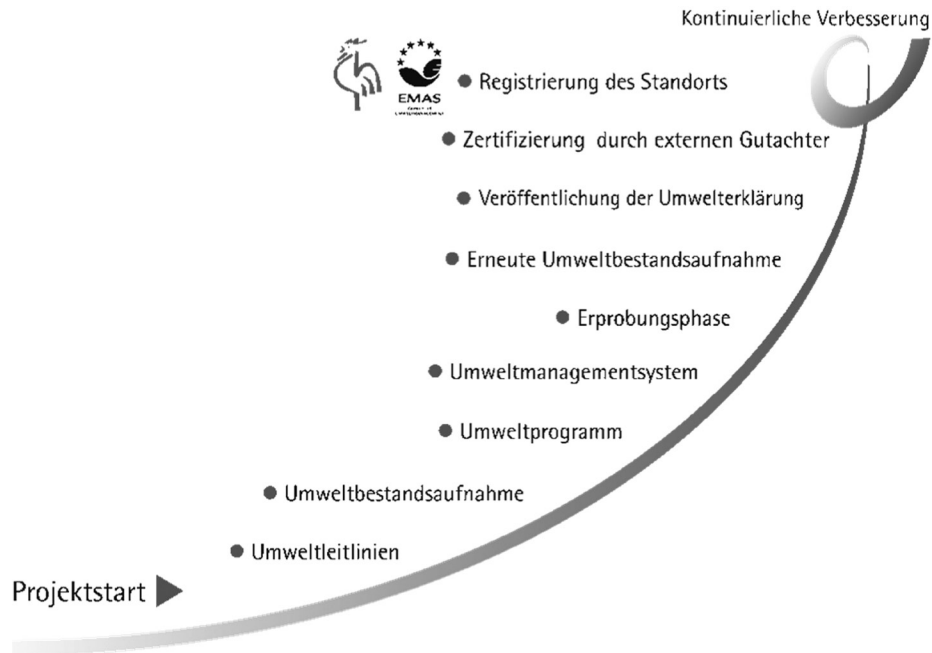 Kontinuierliche Verbesserung
Registrierung des Standorts
EMAS
Zertifizierung durch externen Gutachter
Veröffentlichung der Umwelterklärung
Erneute Umweltbestandsaufnahme
Erprobungsphase
Umweltmanagementsystem
Umweltprogramm
Umweltbestandsaufnahme
Umweltleitlinien
Projektstart